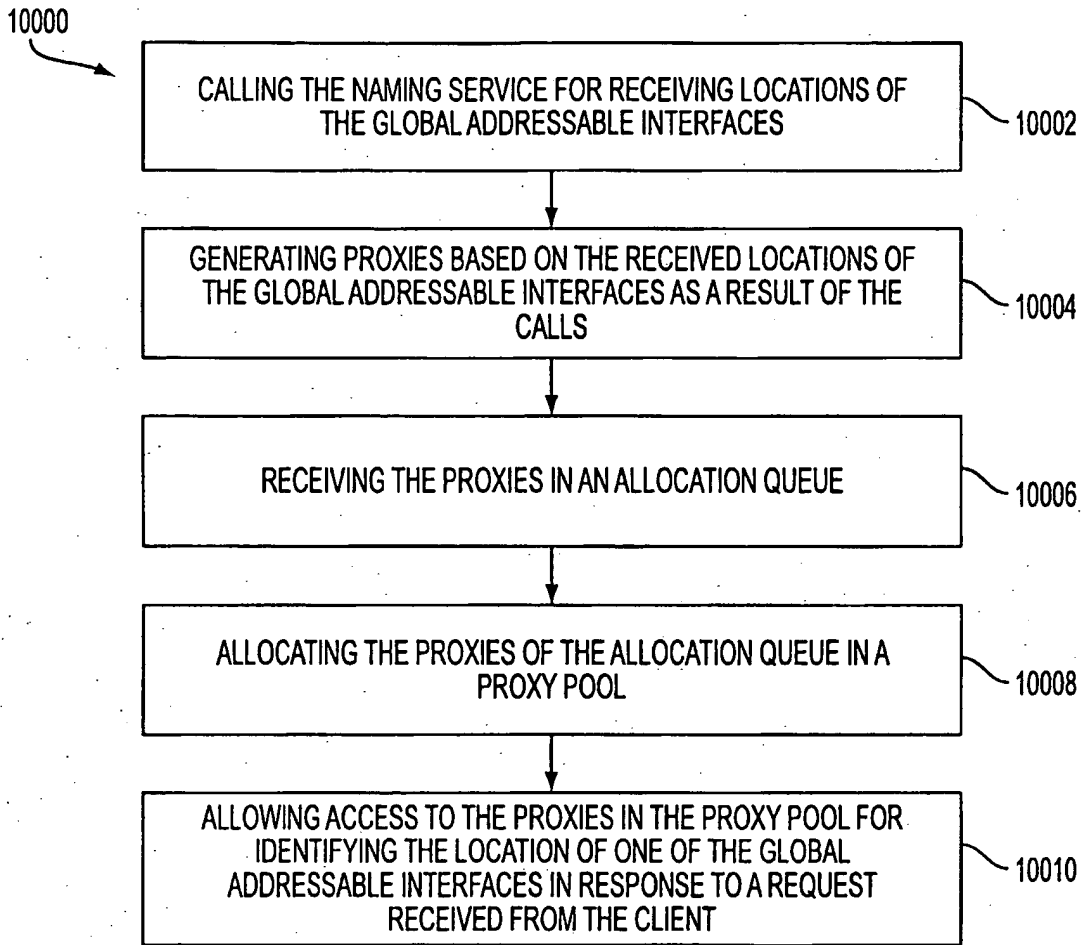 10000
CALLING THE NAMING SERVICE FOR RECEIVING LOCATIONS OF
THE GLOBAL ADDRESSABLE INTERFACES
10002
GENERATING PROXIES BASED ON THE RECEIVED LOCATIONS OF
THE GLOBAL ADDRESSABLE INTERFACES AS A RESULT OF THE
CALLS
10004
RECEIVING THE PROXIES IN AN ALLOCATION QUEUE
10006
ALLOCATING THE PROXIES OF THE ALLOCATION QUEUE IN A
PROXY POOL
10008
ALLOWING ACCESS TO THE PROXIES IN THE PROXY POOL FOR
IDENTIFYING THE LOCATION OF ONE OF THE GLOBAL
ADDRESSABLE INTERFACES IN RESPONSE TO A REQUEST
RECEIVED FROM THE CLIENT
10010